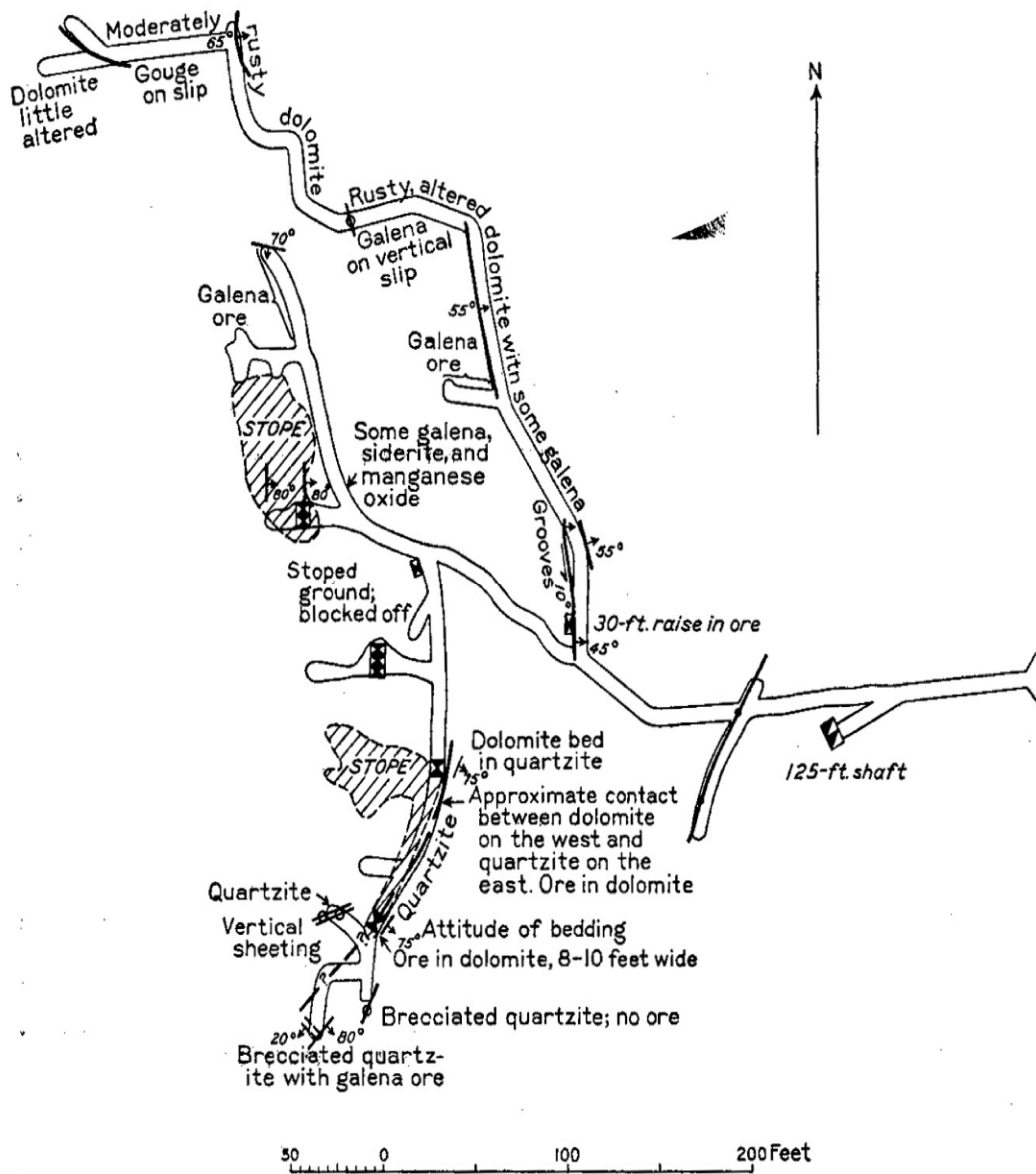 Moderately
rusty
65°
Gouge
on slip
Dolomite
little
altered
dolomite
N
Rusty, altered dolomite with some galena
Galena
on vertical
slip
70°
Galena
ore
55°
Galena
ore
STOPE
Some galena,
siderite, and
manganese
oxide
80°
80°
Grooves
10°
55°
Stoped
ground;
blocked off
30-ft. raise in ore
45°
125-ft. shaft
STOPE
Dolomite bed
in quartzite
75°
Approximate contact
between dolomite
on the west and
quartzite on the
east. Ore in dolomite
Quartzite
Quartzite
Vertical
sheeting
?
75°
Attitude of bedding
Ore in dolomite, 8-10 feet wide
?
Brecciated quartzite; no ore
20°
80°
Brecciated quartz-
ite with galena ore
50 0 100 200 Feet